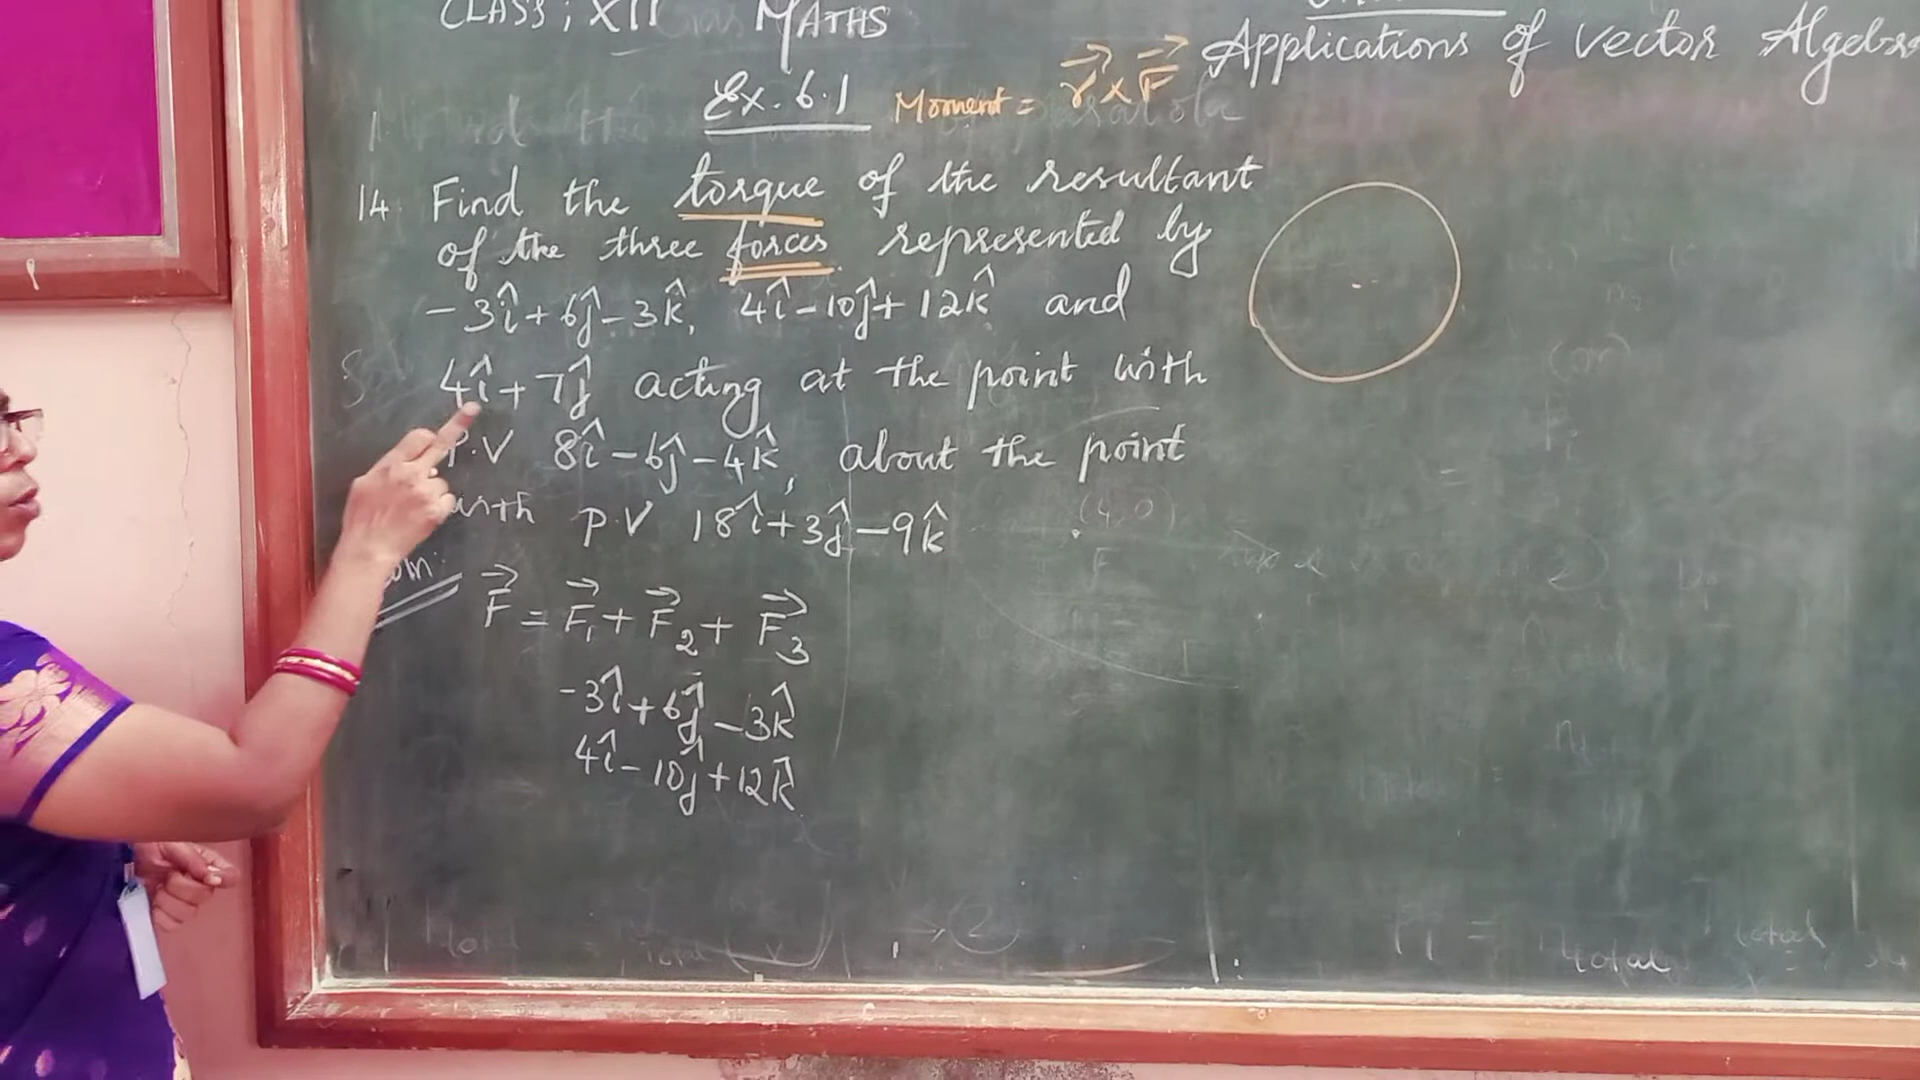 CLASS; XII MATHS
Applications of Vector Algebra
Ex. 6.1 Moment = r⃗ × F⃗
14. Find the torque of the resultant
of the three forces represented by
-3î + 6ĵ - 3k̂, 4î - 10ĵ + 12k̂ and
4î + 7ĵ acting at the point with
P.V 8î - 6ĵ - 4k̂, about the point
with P.V 18î + 3ĵ - 9k̂
F⃗ = F⃗₁ + F⃗₂ + F⃗₃
-3î + 6ĵ - 3k̂
4î - 10ĵ + 12k̂